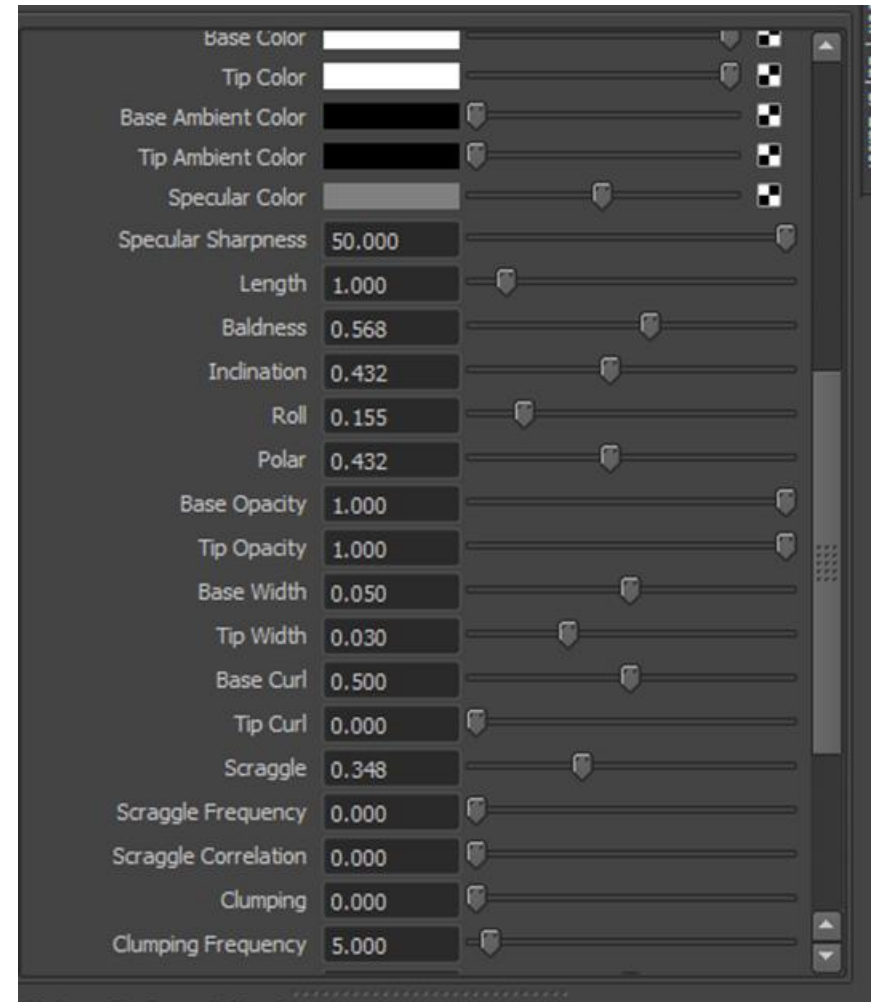 Base Color
Tip Color
Base Ambient Color
Tip Ambient Color
Specular Color
Specular Sharpness 50.000
Length 1.000
Baldness 0.568
Inclination 0.432
Roll 0.155
Polar 0.432
Base Opacity 1.000
Tip Opacity 1.000
Base Width 0.050
Tip Width 0.030
Base Curl 0.500
Tip Curl 0.000
Scraggle 0.348
Scraggle Frequency 0.000
Scraggle Correlation 0.000
Clumping 0.000
Clumping Frequency 5.000